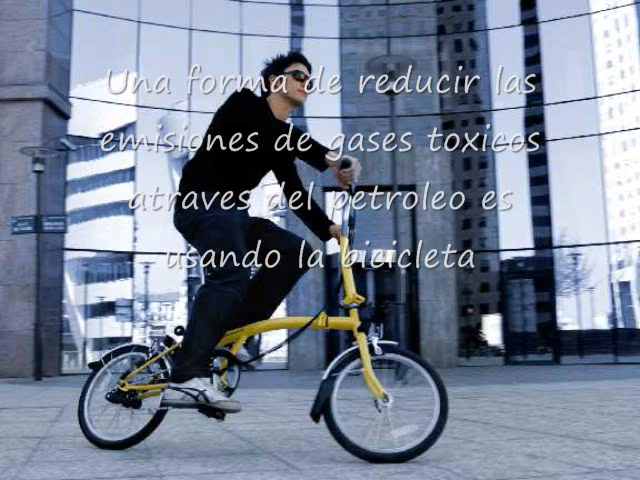 Una forma de reducir las
emisiones de gases toxicos
atraves del petroleo es
usando la bicicleta